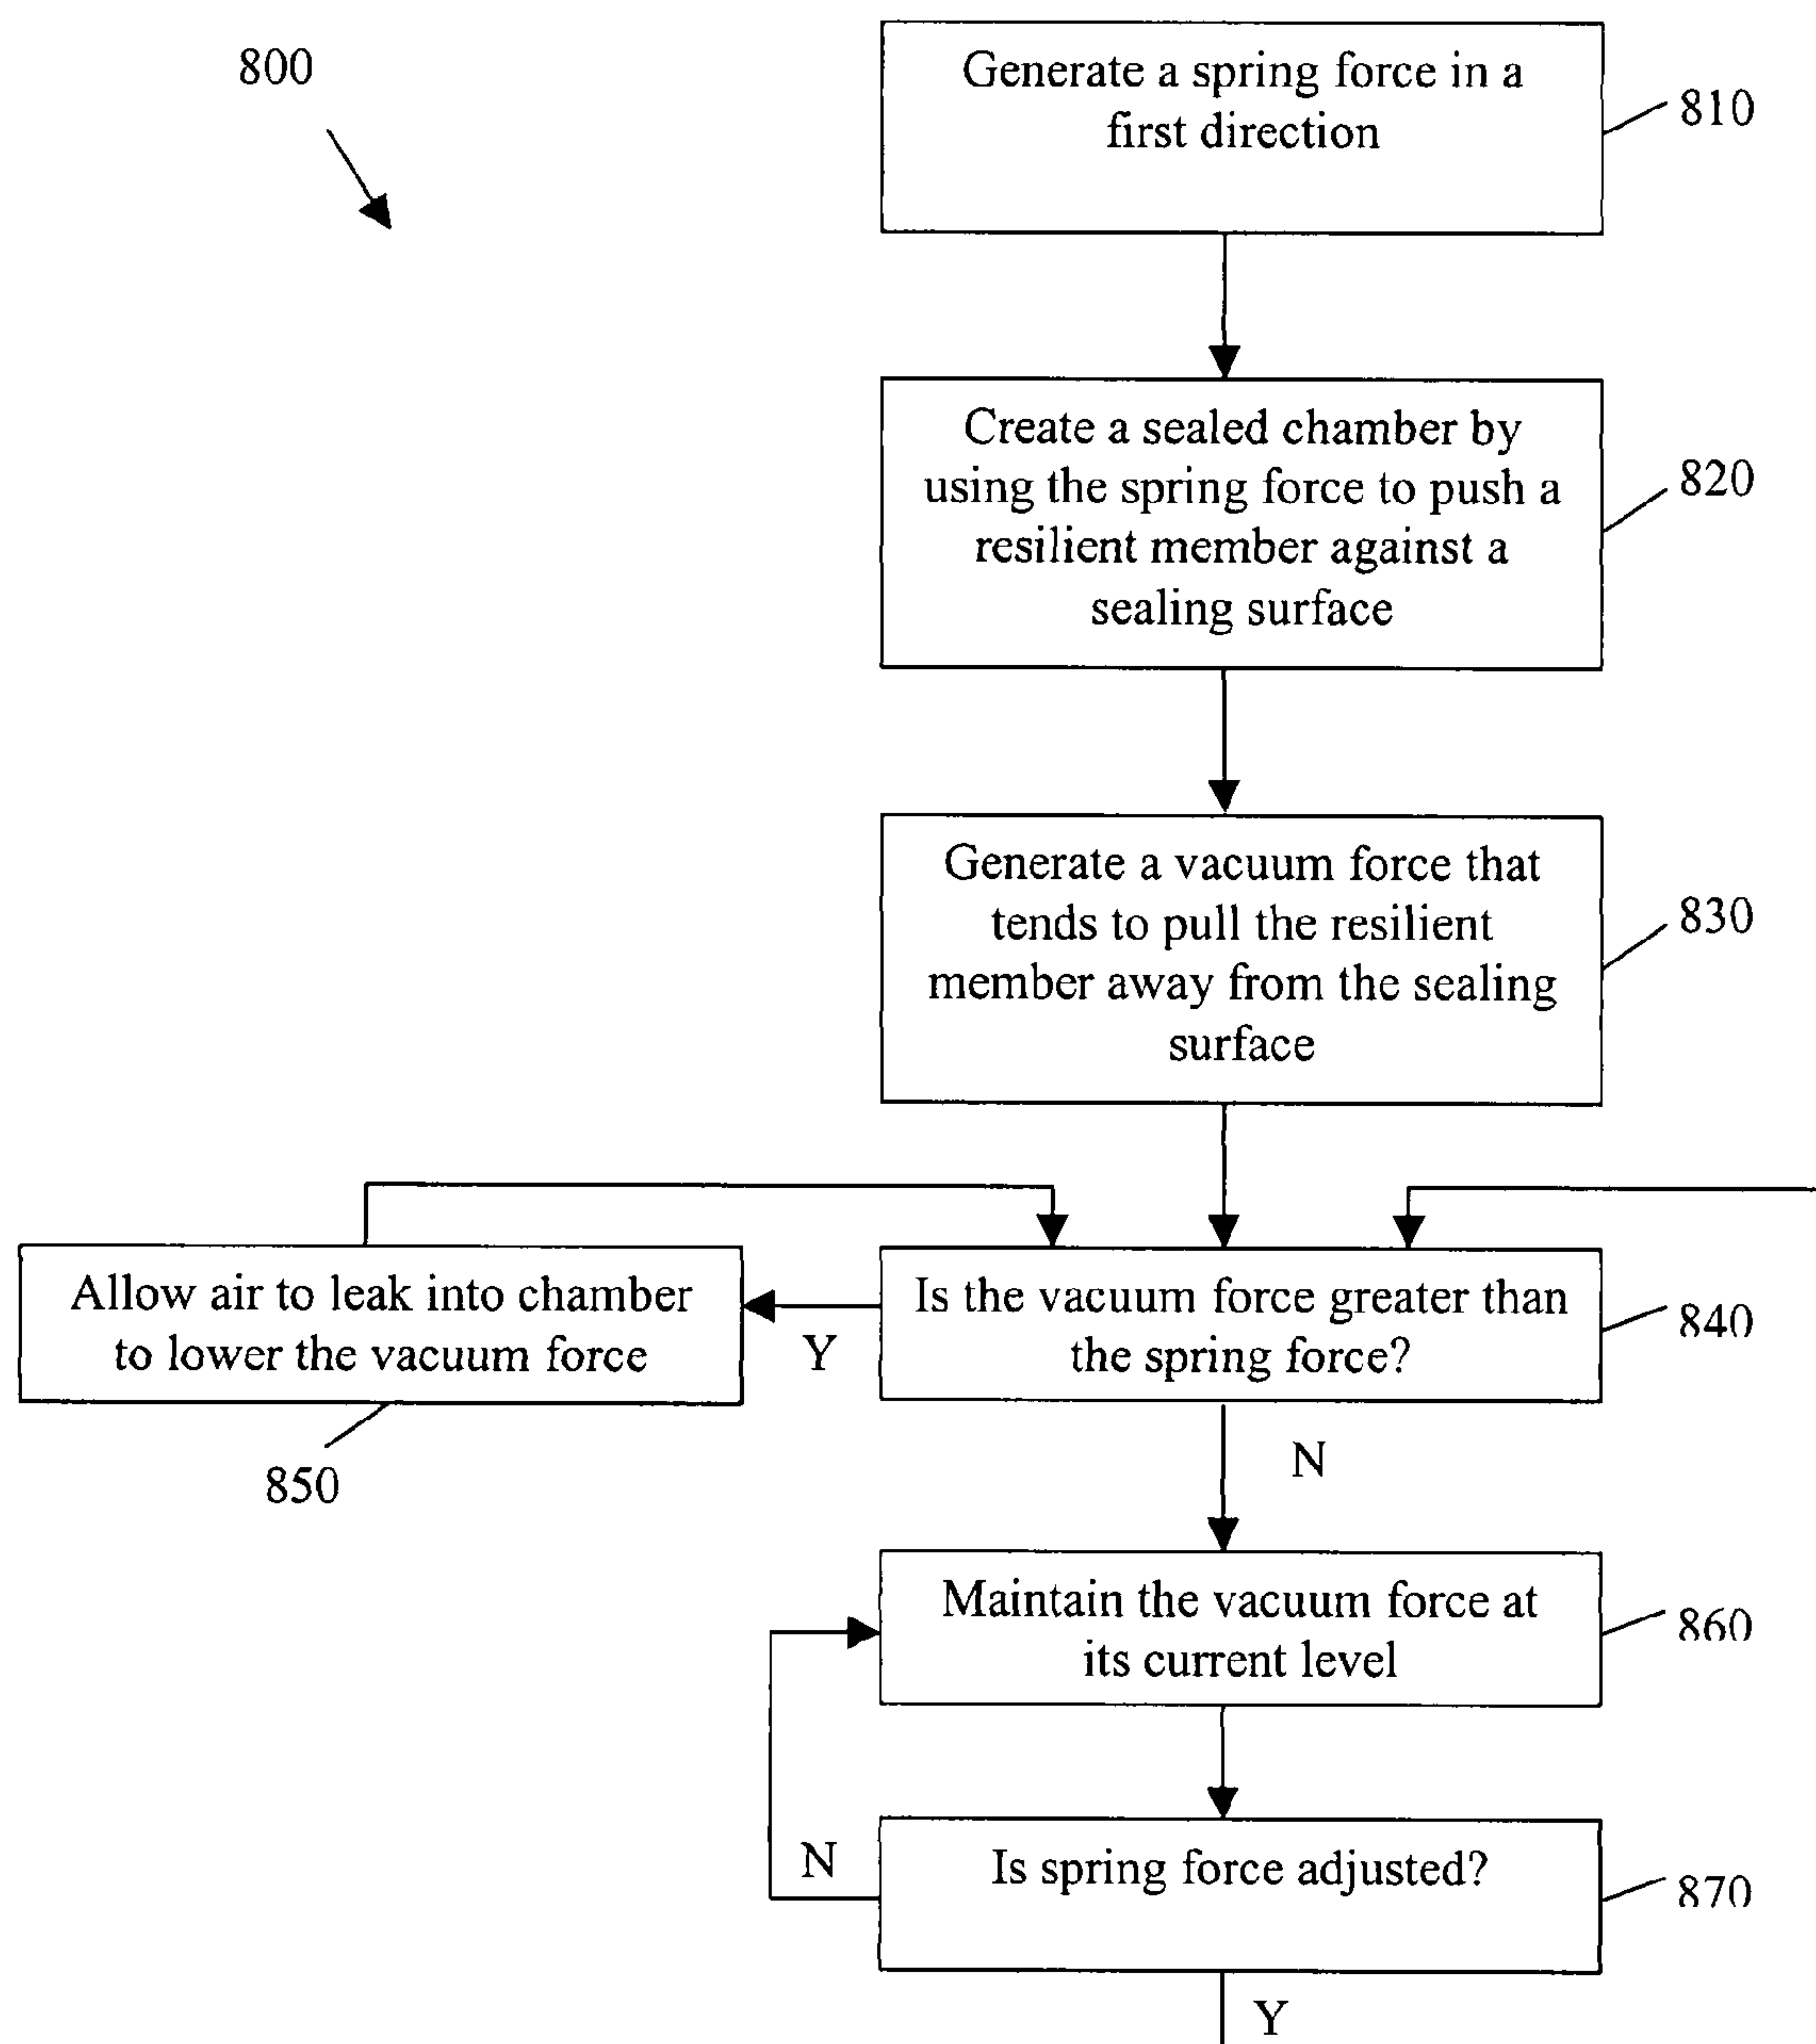 800
Generate a spring force in a
first direction
810
Create a sealed chamber by
using the spring force to push a
resilient member against a
sealing surface
820
Generate a vacuum force that
tends to pull the resilient
member away from the sealing
surface
830
Allow air to leak into chamber
to lower the vacuum force
850
Y
Is the vacuum force greater than
the spring force?
840
N
Maintain the vacuum force at
its current level
860
Is spring force adjusted?
870
N
Y